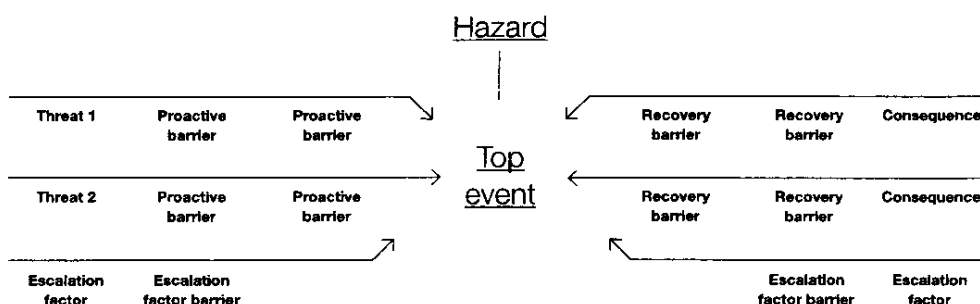 Hazard
Threat 1 Proactive barrier Proactive barrier
Recovery barrier Recovery barrier Consequence
Top event
Threat 2 Proactive barrier Proactive barrier
Recovery barrier Recovery barrier Consequence
Escalation factor Escalation factor barrier
Escalation factor barrier Escalation factor